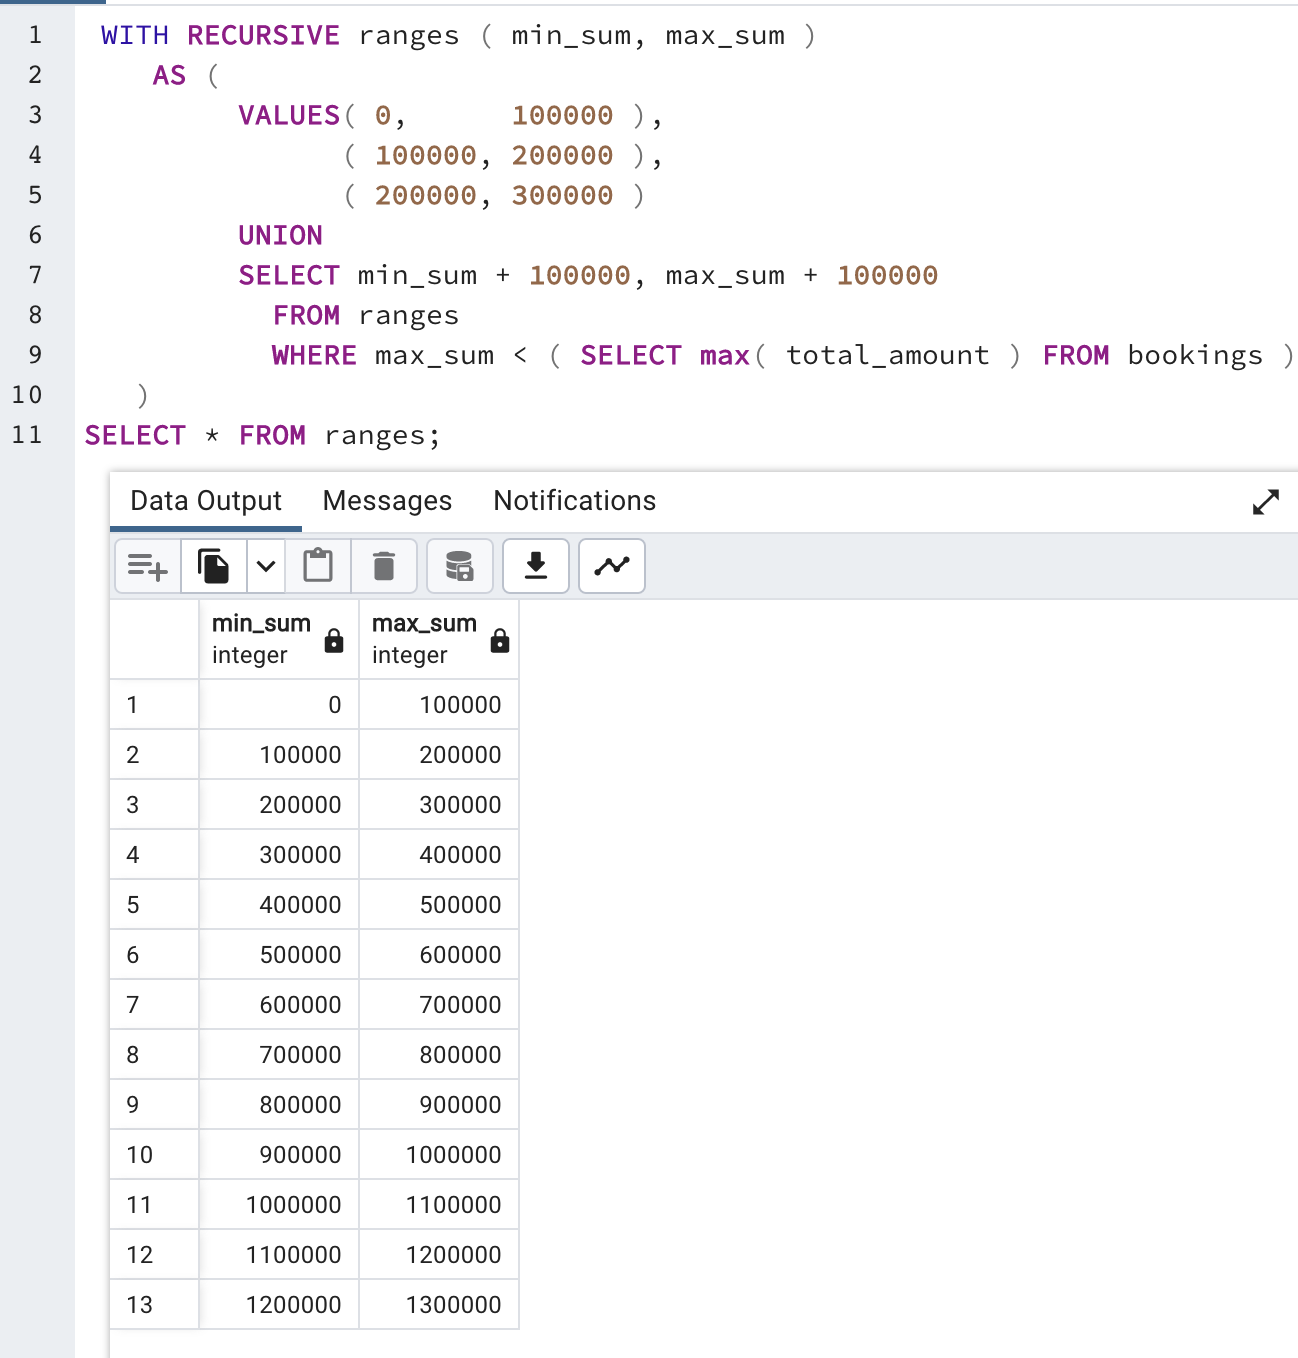 1 WITH RECURSIVE ranges ( min_sum, max_sum )
2 AS (
3 VALUES( 0, 100000 ),
4 ( 100000, 200000 ),
5 ( 200000, 300000 )
6 UNION
7 SELECT min_sum + 100000, max_sum + 100000
8 FROM ranges
9 WHERE max_sum < ( SELECT max( total_amount ) FROM bookings )
10 )
11 SELECT * FROM ranges;
Data Output Messages Notifications
min_sum max_sum
integer integer
1 0 100000
2 100000 200000
3 200000 300000
4 300000 400000
5 400000 500000
6 500000 600000
7 600000 700000
8 700000 800000
9 800000 900000
10 900000 1000000
11 1000000 1100000
12 1100000 1200000
13 1200000 1300000